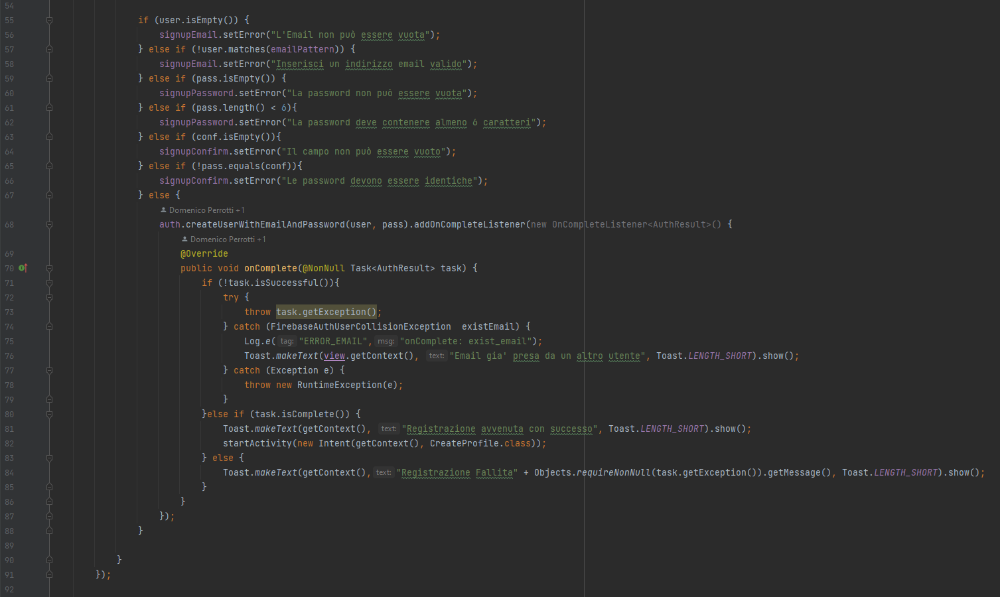 54
55 if (user.isEmpty()) {
56 signupEmail.setError("L'Email non può essere vuota");
57 } else if (!user.matches(emailPattern)) {
58 signupEmail.setError("Inserisci un indirizzo email valido");
59 } else if (pass.isEmpty()) {
60 signupPassword.setError("La password non può essere vuota");
61 } else if (pass.length() < 6){
62 signupPassword.setError("La password deve contenere almeno 6 caratteri");
63 } else if (conf.isEmpty()){
64 signupConfirm.setError("Il campo non può essere vuoto");
65 } else if (!pass.equals(conf)){
66 signupConfirm.setError("Le password devono essere identiche");
67 } else {
Domenico Perrotti +1
68 auth.createUserWithEmailAndPassword(user, pass).addOnCompleteListener(new OnCompleteListener<AuthResult>() {
Domenico Perrotti +1
69 @Override
70 public void onComplete(@NonNull Task<AuthResult> task) {
71 if (!task.isSuccessful()){
72 try {
73 throw task.getException();
74 } catch (FirebaseAuthUserCollisionException  existEmail) {
75 Log.e( tag: "ERROR_EMAIL", msg: "onComplete: exist_email");
76 Toast.makeText(view.getContext(), text: "Email gia' presa da un altro utente", Toast.LENGTH_SHORT).show();
77 } catch (Exception e) {
78 throw new RuntimeException(e);
79 }
80 }else if (task.isComplete()) {
81 Toast.makeText(getContext(), text: "Registrazione avvenuta con successo", Toast.LENGTH_SHORT).show();
82 startActivity(new Intent(getContext(), CreateProfile.class));
83 } else {
84 Toast.makeText(getContext(), text: "Registrazione Fallita" + Objects.requireNonNull(task.getException()).getMessage(), Toast.LENGTH_SHORT).show();
85 }
86 }
87 });
88 }
89
90 }
91 });
92